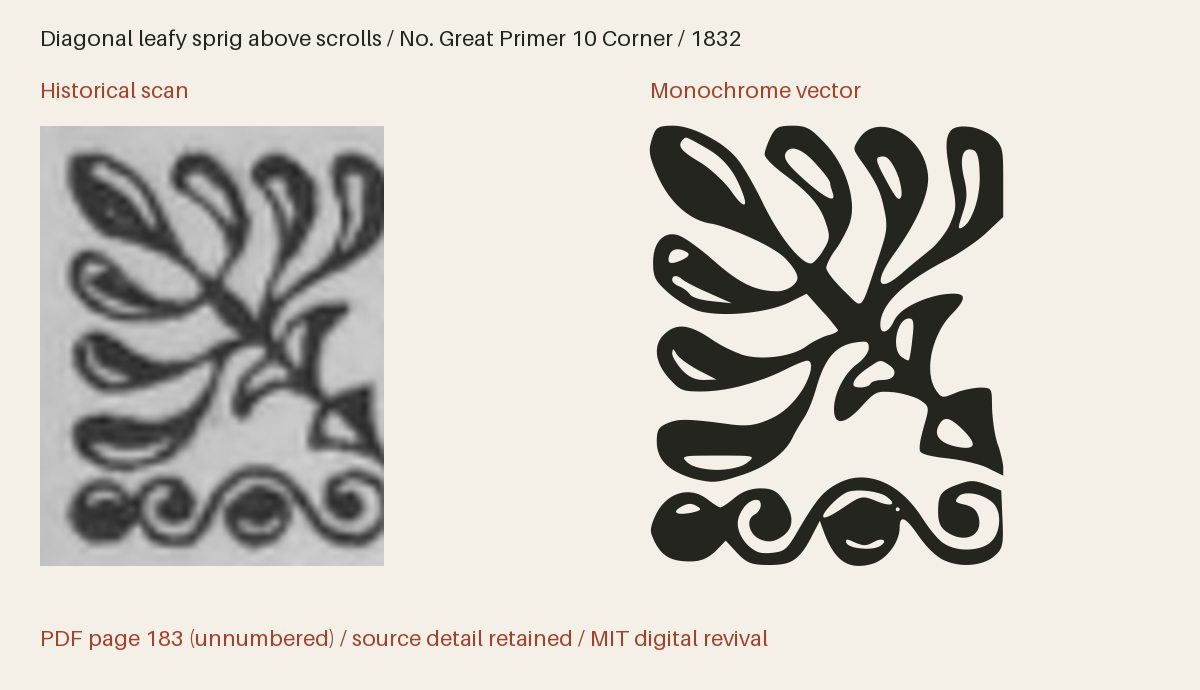 Diagonal leafy sprig above scrolls / No. Great Primer 10 Corner / 1832
Historical scan
Monochrome vector
PDF page 183 (unnumbered) / source detail retained / MIT digital revival